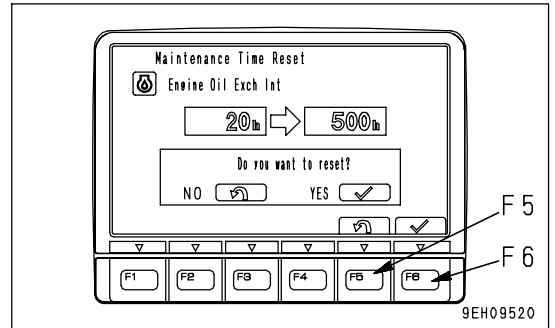 Maintenance Time Reset
Engine Oil Exch Int
20h 500h
Do you want to reset?
NO YES
F5
F6
F1 F2 F3 F4 F5 F6
9EH09520